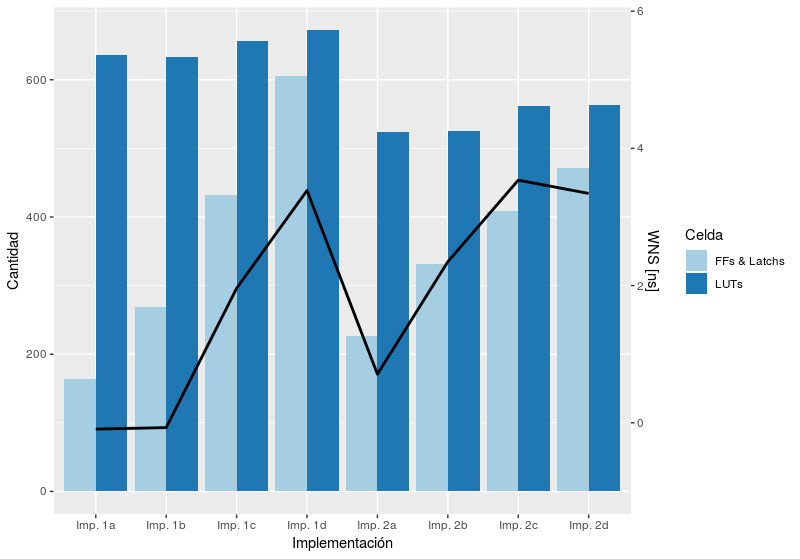 600
400
200
0
Cantidad
Imp. 1a Imp. 1b Imp. 1c Imp. 1d Imp. 2a Imp. 2b Imp. 2c Imp. 2d
Implementación
6
4
2
0
WNS [ns]
Celda
FFs & Latchs
LUTs